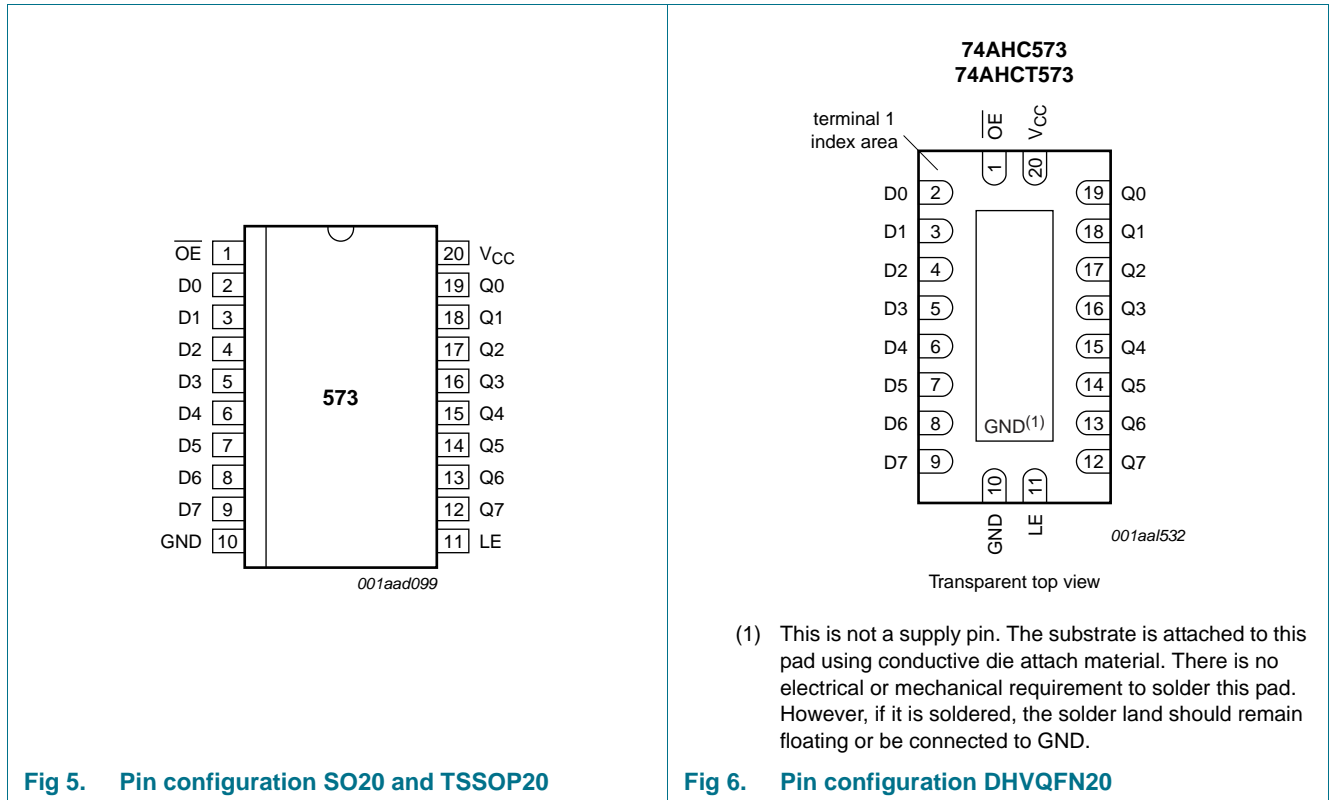 OE 1 20 VCC
D0 2 19 Q0
D1 3 18 Q1
D2 4 17 Q2
D3 5 16 Q3
573
D4 6 15 Q4
D5 7 14 Q5
D6 8 13 Q6
D7 9 12 Q7
GND 10 11 LE
001aad099
Fig 5. Pin configuration SO20 and TSSOP20
74AHC573
74AHCT573
terminal 1
index area
OE VCC
1 20
D0 2 19 Q0
D1 3 18 Q1
D2 4 17 Q2
D3 5 16 Q3
D4 6 15 Q4
D5 7 14 Q5
D6 8 GND(1) 13 Q6
D7 9 12 Q7
10 11
GND LE
001aal532
Transparent top view
(1) This is not a supply pin. The substrate is attached to this
pad using conductive die attach material. There is no
electrical or mechanical requirement to solder this pad.
However, if it is soldered, the solder land should remain
floating or be connected to GND.
Fig 6. Pin configuration DHVQFN20